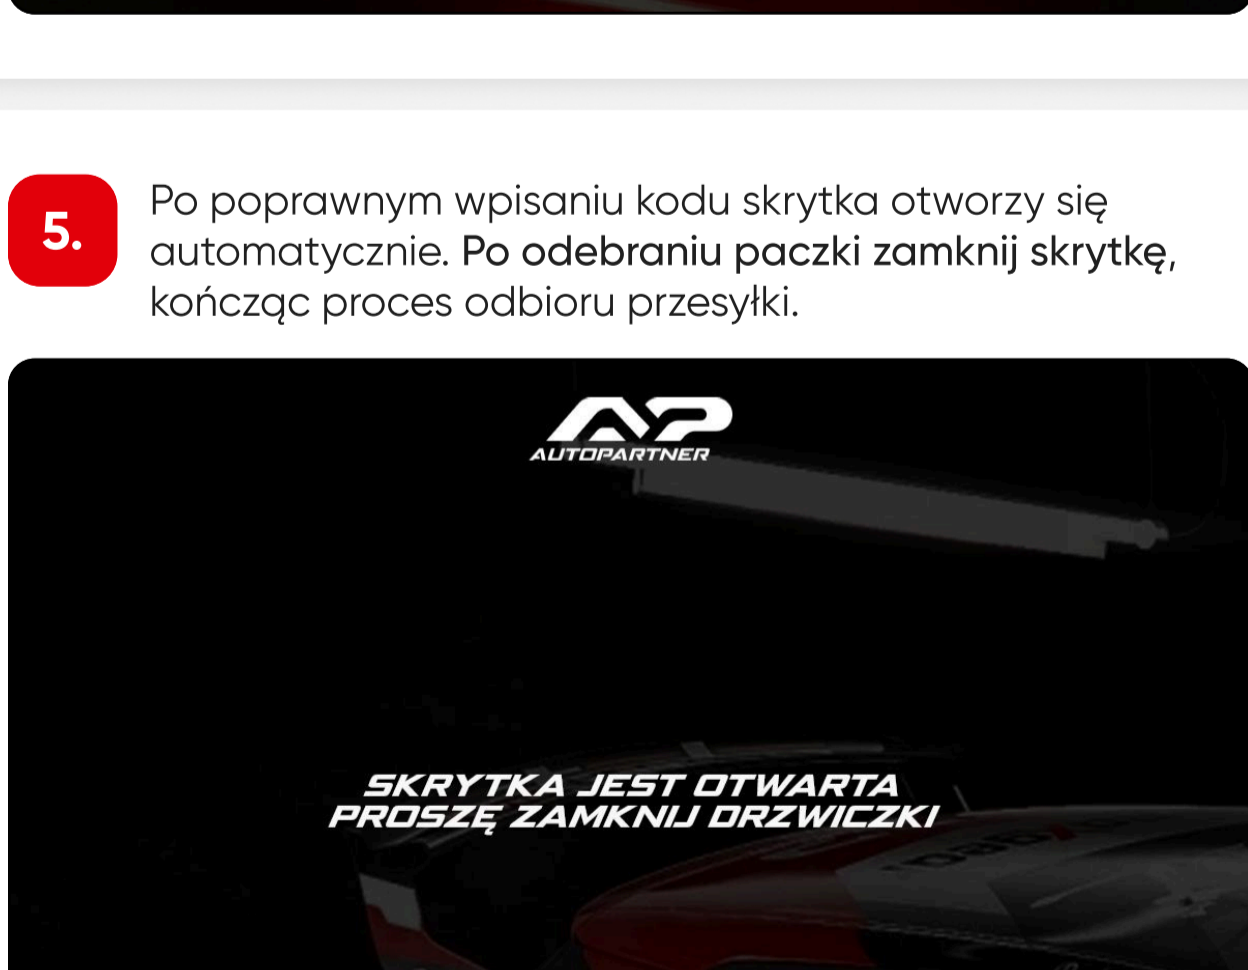 5.
Po poprawnym wpisaniu kodu skrytka otworzy się
automatycznie. Po odebraniu paczki zamknij skrytkę,
kończąc proces odbioru przesyłki.
AP
AUTOPARTNER
SKRYTKA JEST OTWARTA
PROSZĘ ZAMKNIJ DRZWICZKI